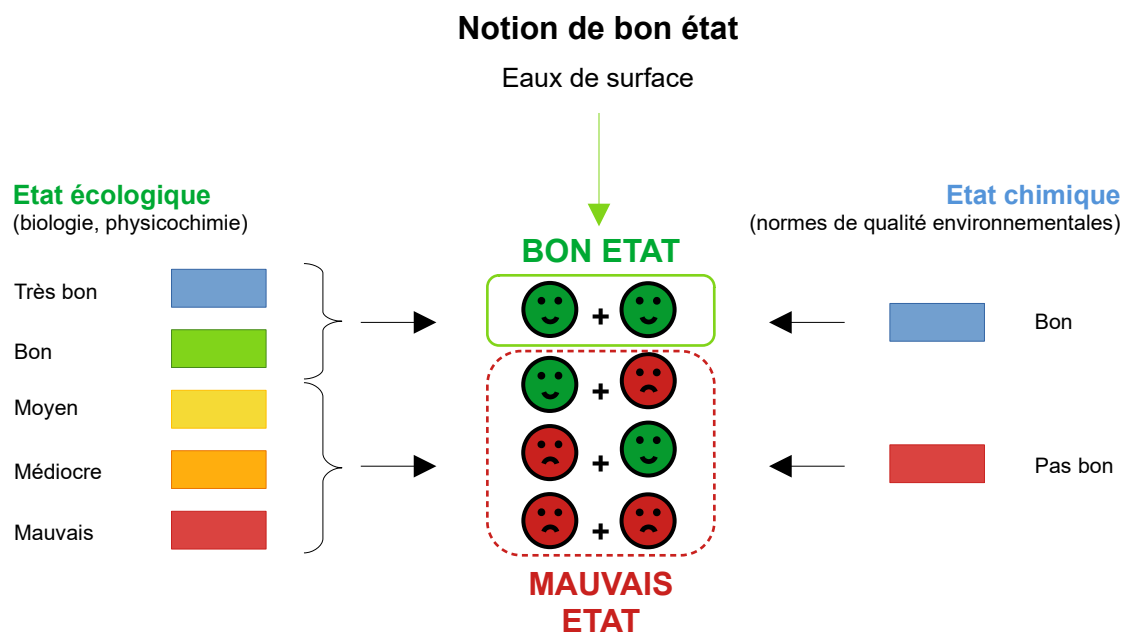 Notion de bon état
Eaux de surface
Etat écologique
(biologie, physicochimie)
Etat chimique
(normes de qualité environnementales)
BON ETAT
Très bon
Bon
Moyen
Médiocre
Mauvais
+
+
+
+
Bon
Pas bon
MAUVAIS
ETAT